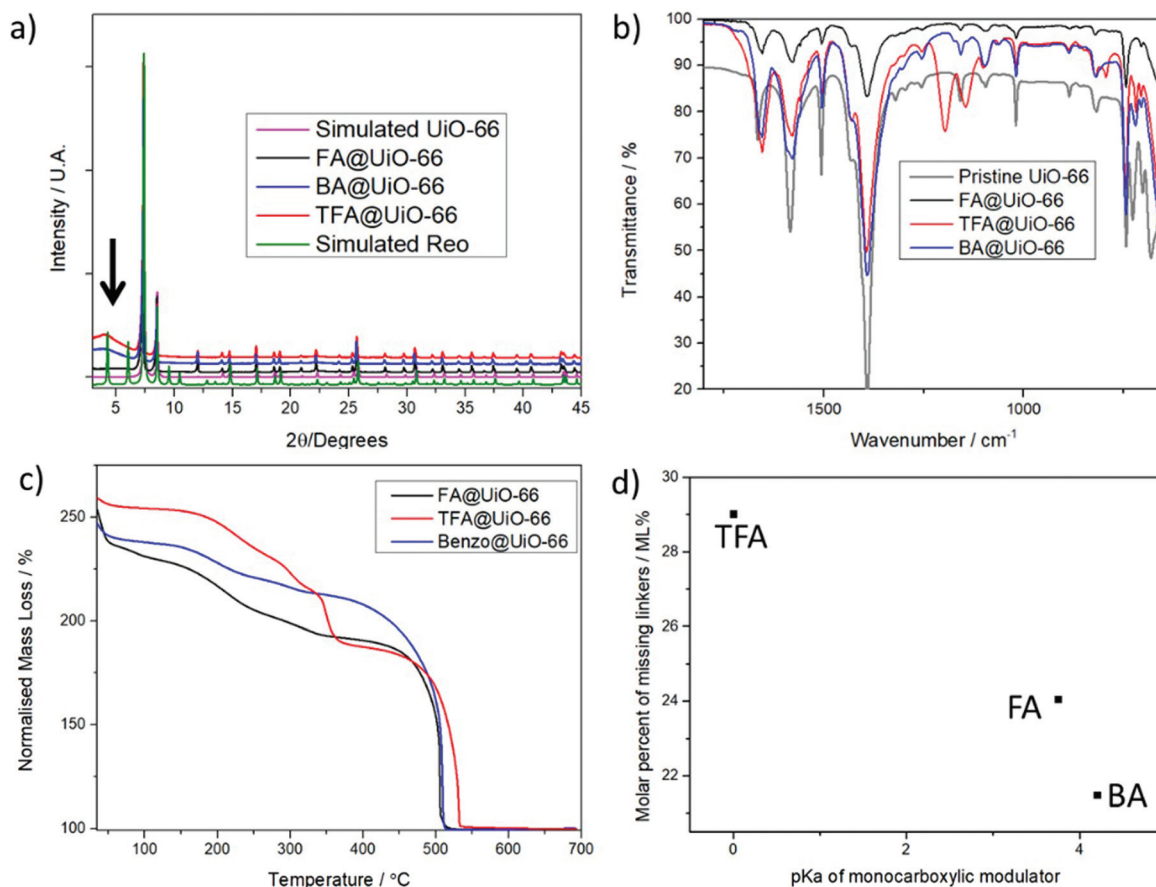 a)
Intensity / U.A.
Simulated UiO-66
FA@UiO-66
BA@UiO-66
TFA@UiO-66
Simulated Reo
5 10 15 20 25 30 35 40 45
2θ/Degrees
b)
Transmittance / %
100
90
80
70
60
50
40
30
20
Pristine UiO-66
FA@UiO-66
TFA@UiO-66
BA@UiO-66
1500 1000
Wavenumber / cm⁻¹
c)
Normalised Mass Loss / %
250
200
150
100
FA@UiO-66
TFA@UiO-66
Benzo@UiO-66
100 200 300 400 500 600 700
Temperature / °C
d)
Molar percent of missing linkers / ML%
30
28
26
24
22
TFA
FA
BA
0 2 4
pKa of monocarboxylic modulator